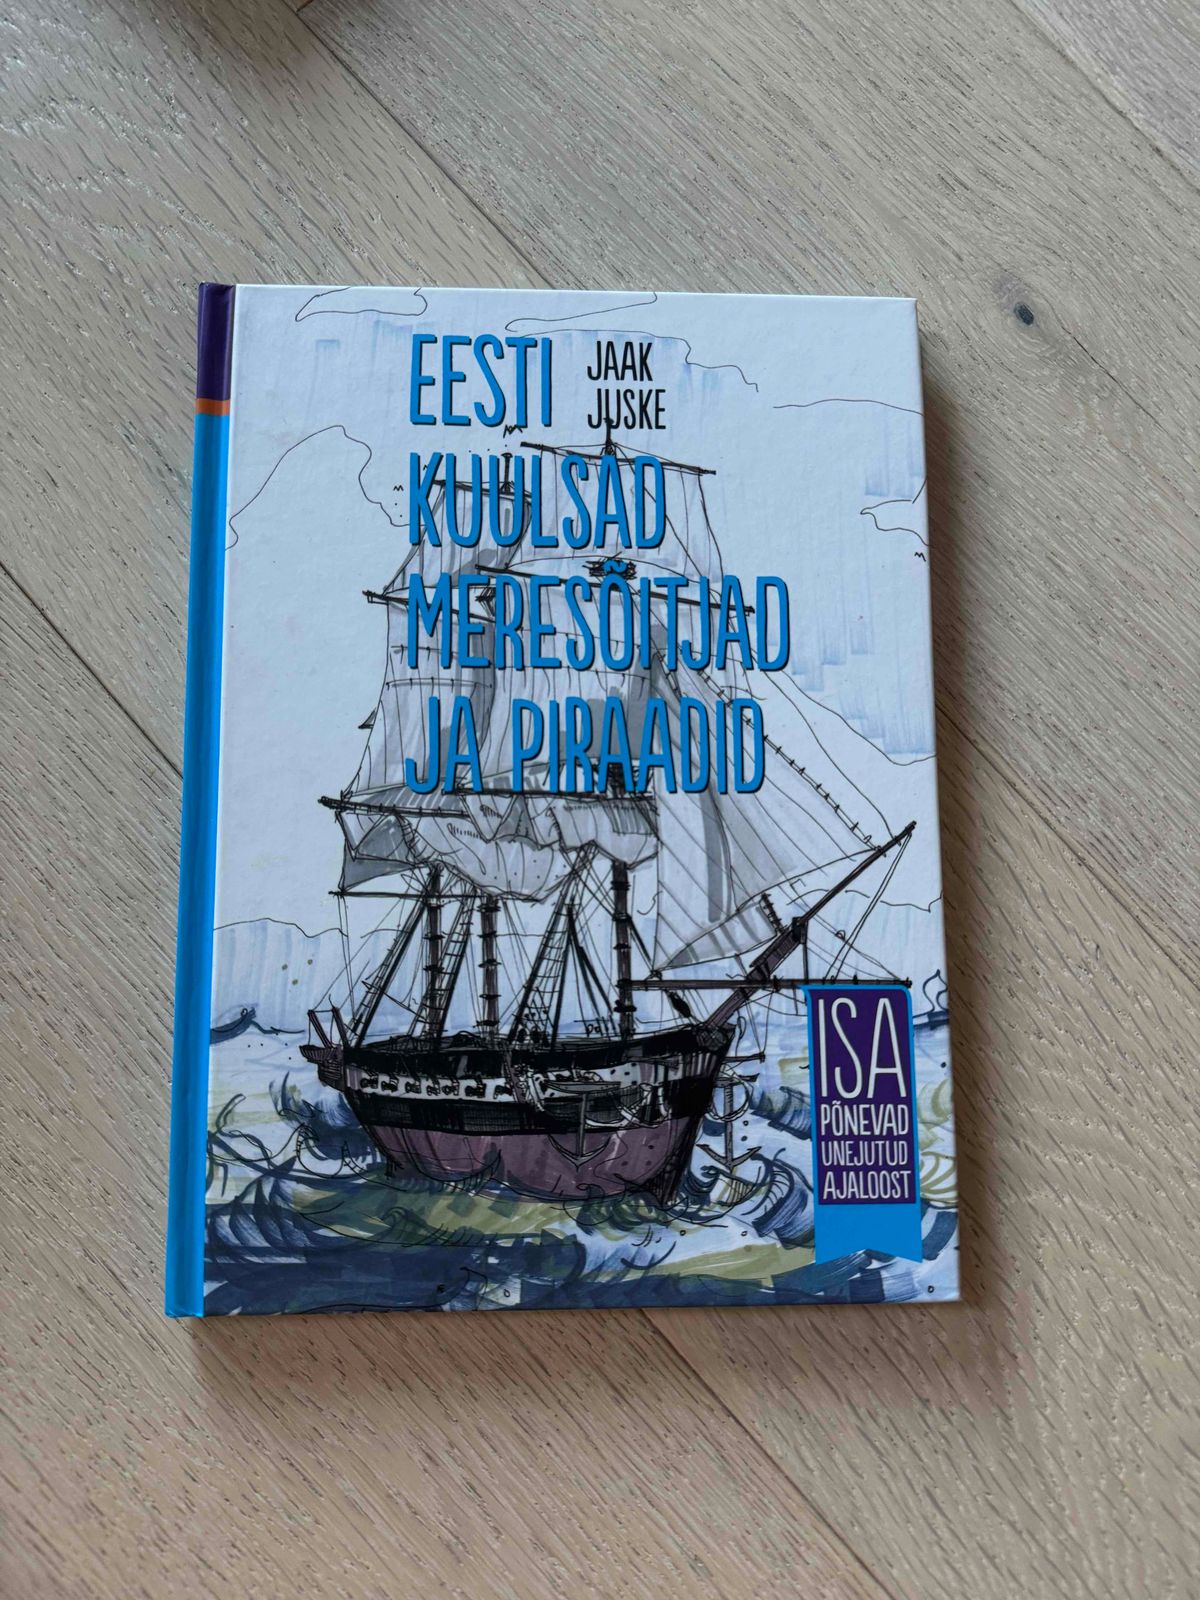 EESTI
JAAK
JUSKE
KUULSAD
MERESÕITJAD
JA PIRAADID
ISA
PÕNEVAD
UNEJUTUD
AJALOOST